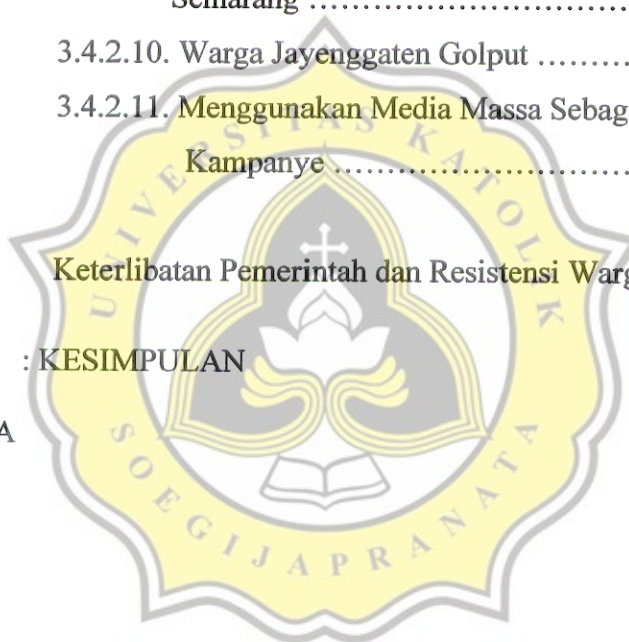 Semarang ……………………………
3.4.2.10. Warga Jayenggaten Golput ………
3.4.2.11. Menggunakan Media Massa Sebag
Kampanye ……………………………
Keterlibatan Pemerintah dan Resistensi Warg
: KESIMPULAN
A
UNIVERSITAS KATOLIK
SOEGIJAPRANATA